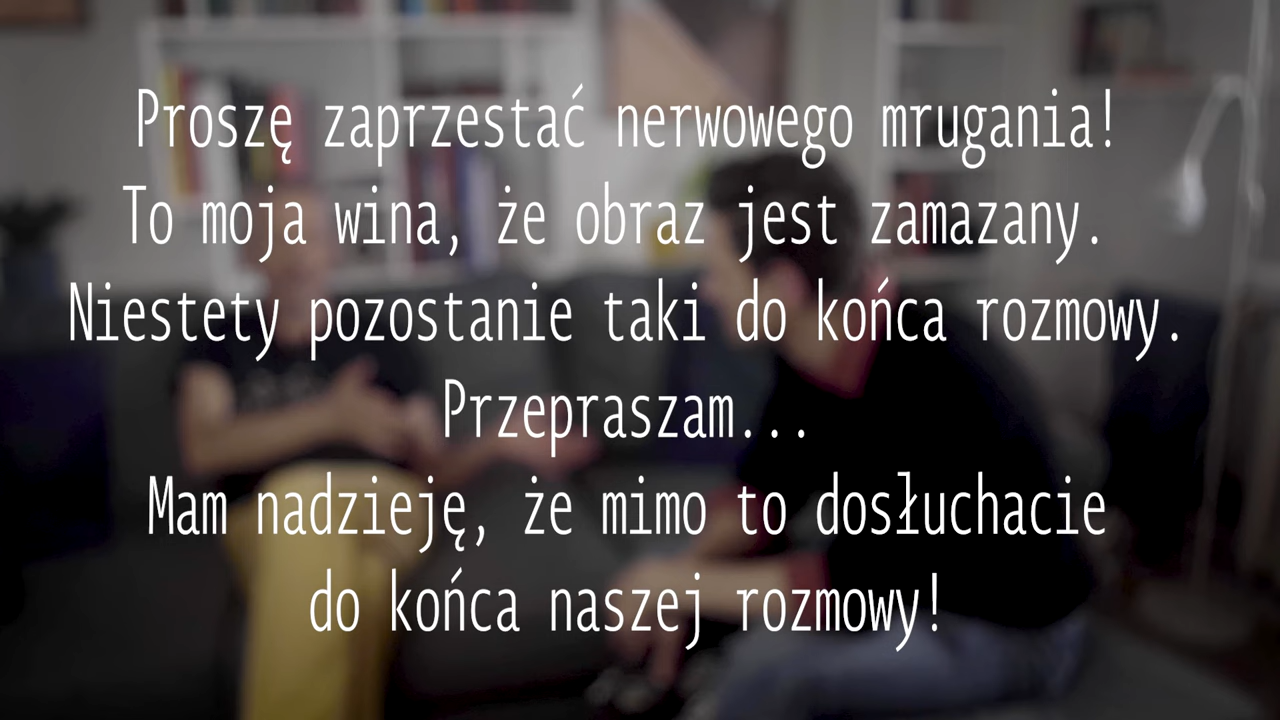 Proszę zaprzestać nerwowego mrugania!
To moja wina, że obraz jest zamazany.
Niestety pozostanie taki do końca rozmowy.
Przepraszam...
Mam nadzieję, że mimo to dosłuchacie
do końca naszej rozmowy!